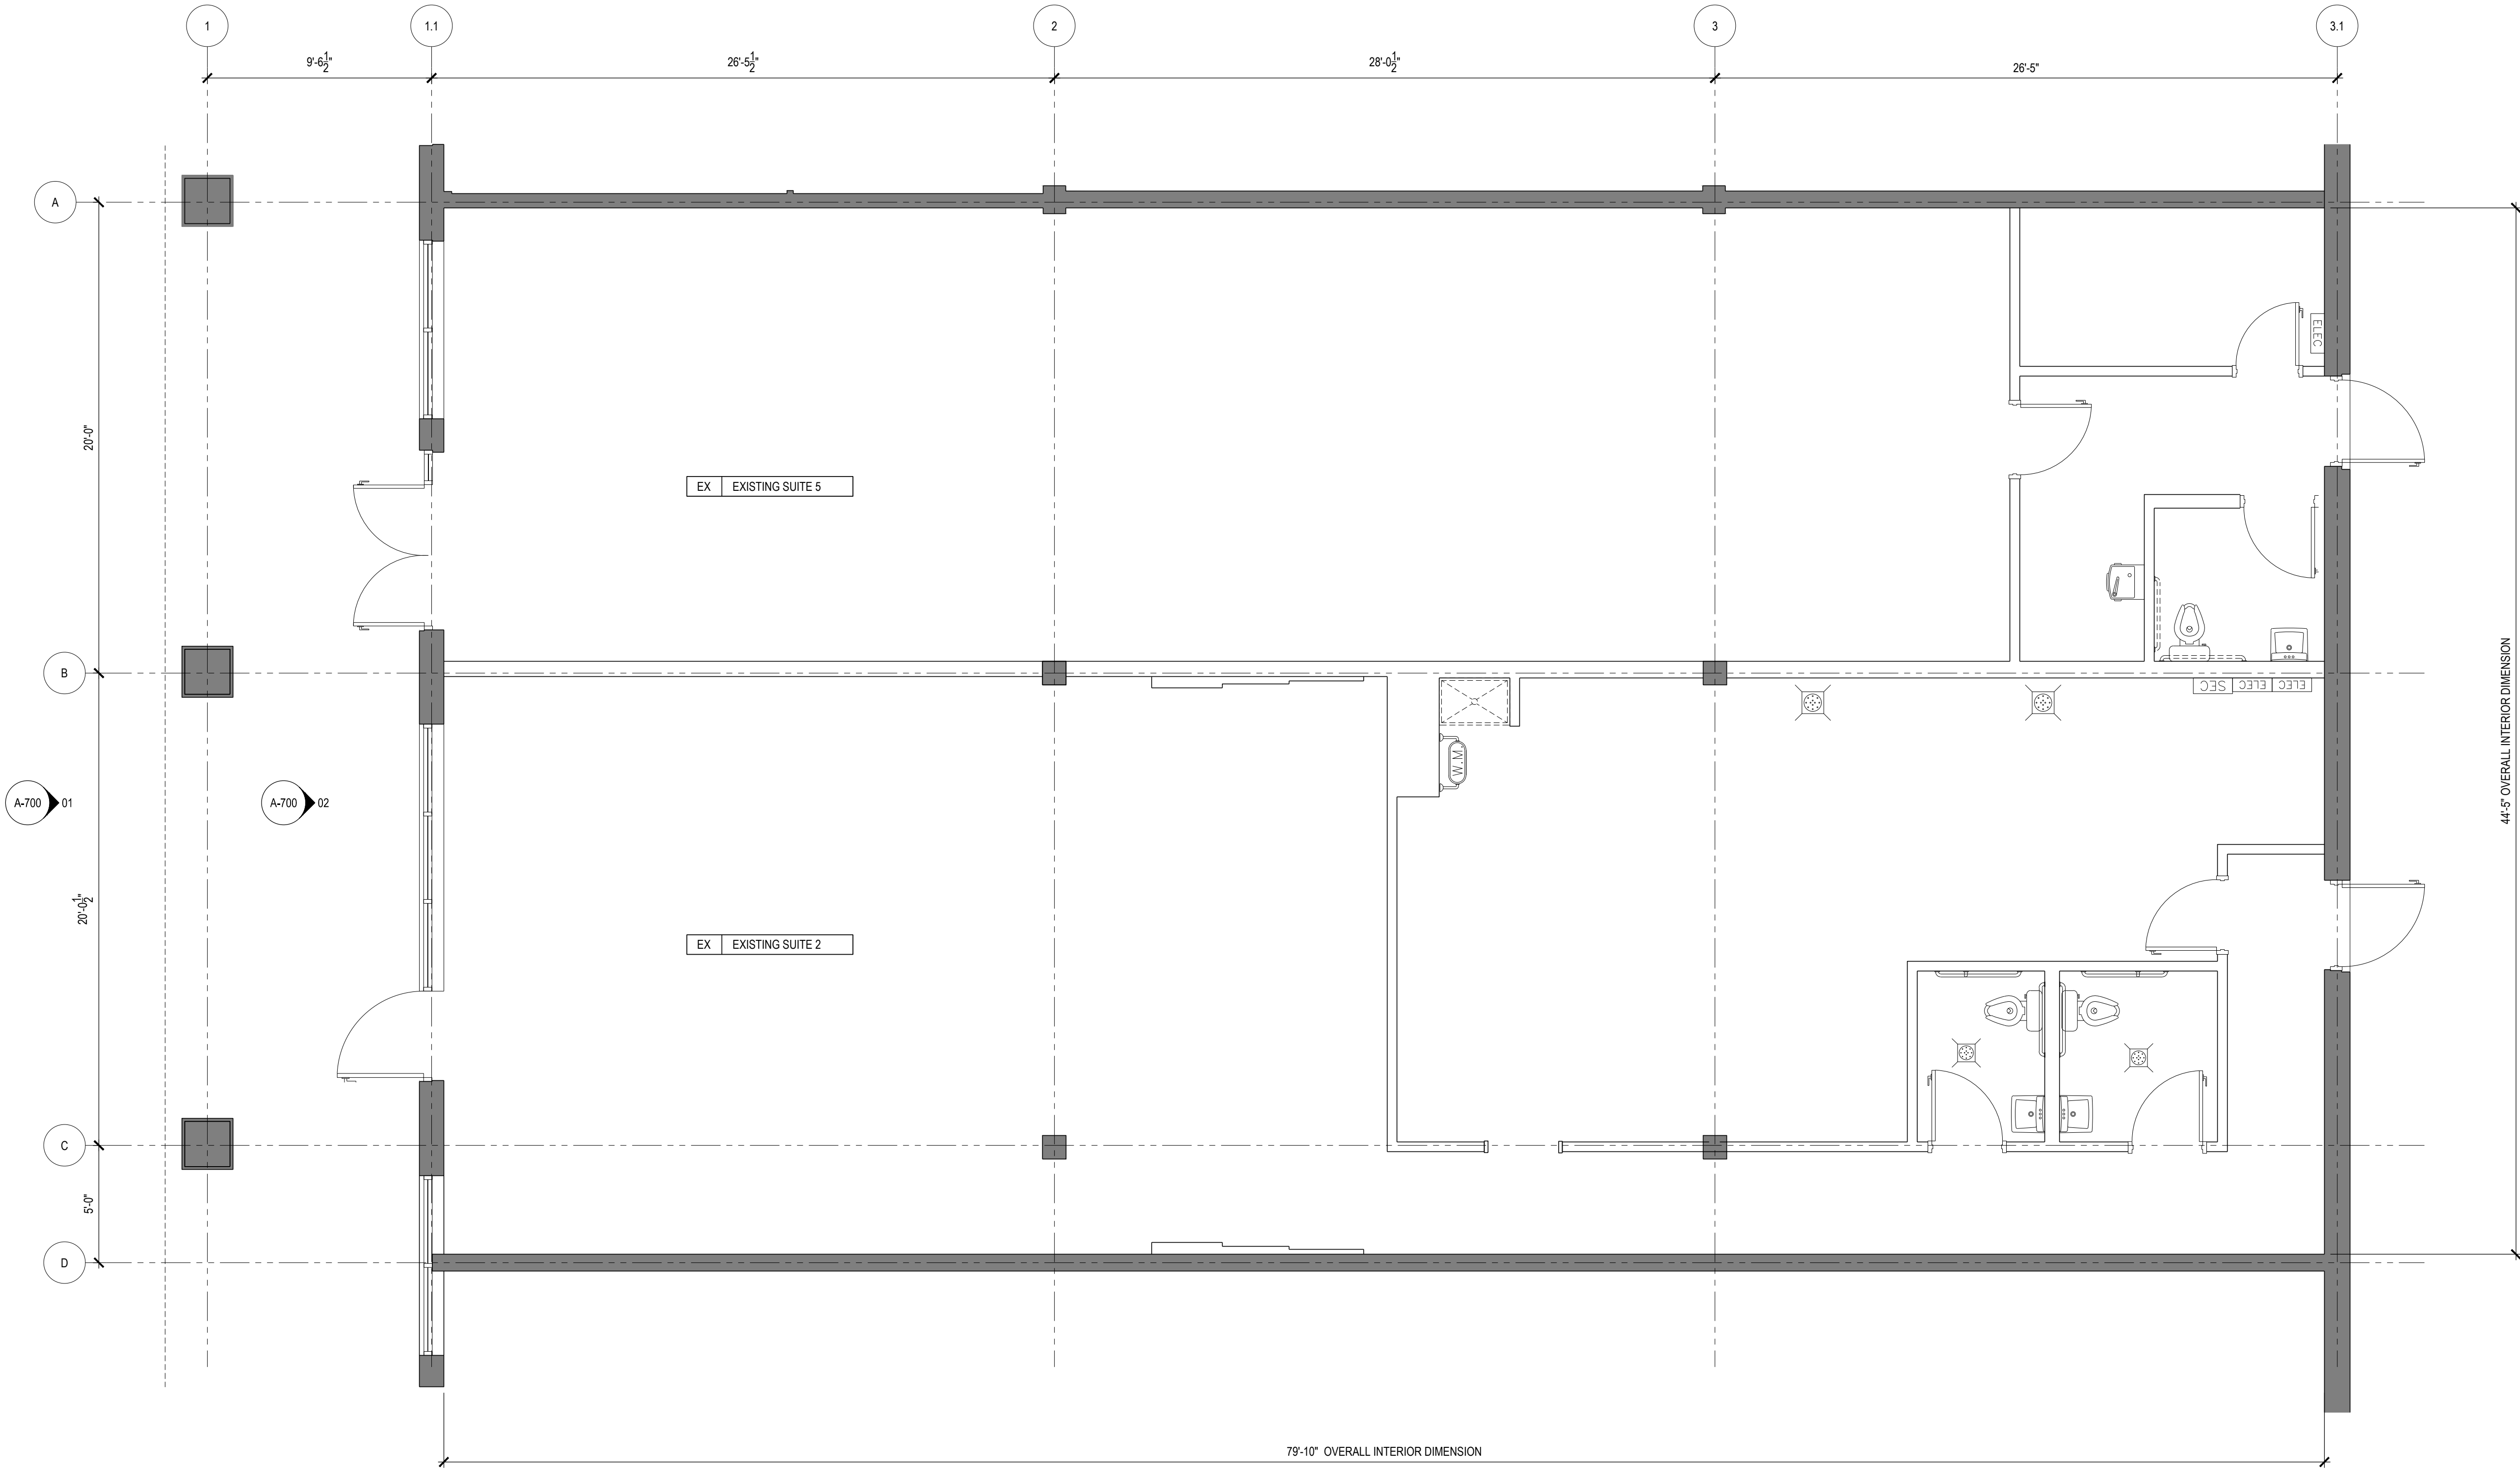 1
1.1
2
3
3.1
9'-6 1/2"
26'-5 1/2"
28'-0 1/2"
26'-5"
A
ELEC
20'-0"
EX EXISTING SUITE 5
B
SEC ELEC ELEC
44'-5" OVERALL INTERIOR DIMENSION
W.M.
A-700 01
A-700 02
20'-0 1/2"
EX EXISTING SUITE 2
C
5'-0"
D
79'-10" OVERALL INTERIOR DIMENSION